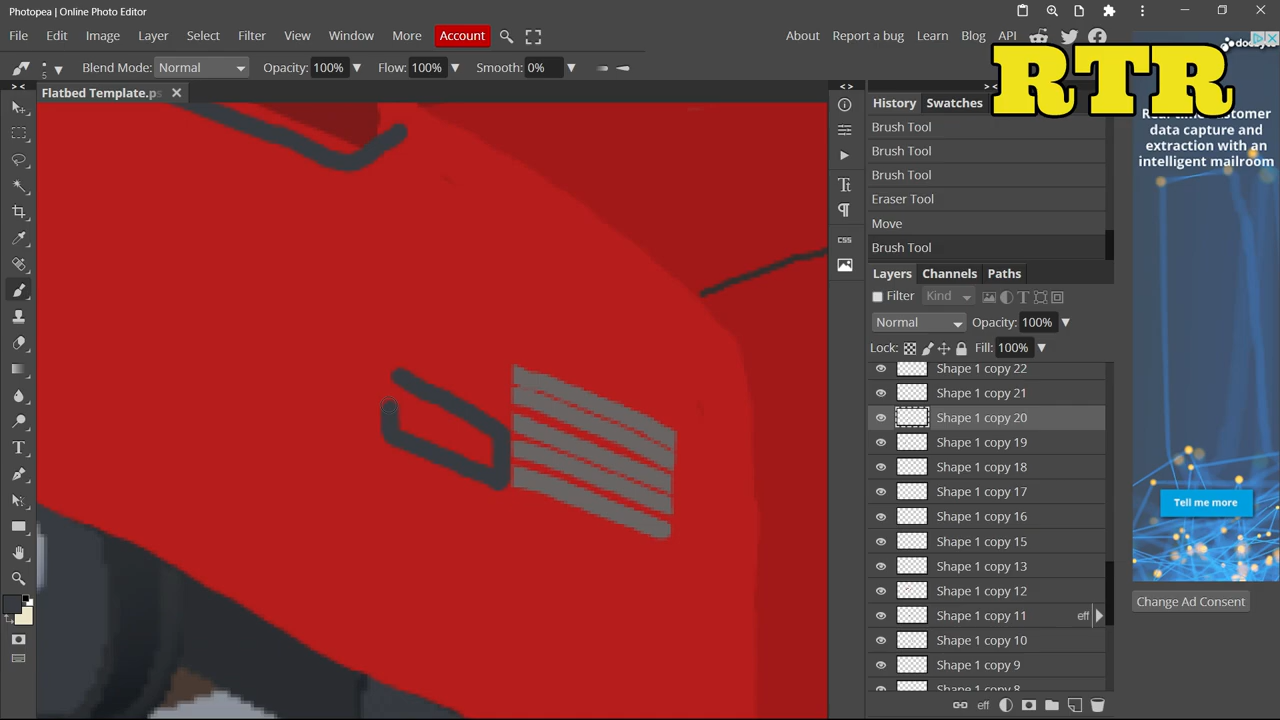 Photopea | Online Photo Editor
File Edit Image Layer Select Filter View Window More Account
About Report a bug Learn Blog API
5 Blend Mode: Normal Opacity: 100% Flow: 100% Smooth: 0%
Flatbed Template.ps
RTR
History Swatches
Brush Tool
Brush Tool
Brush Tool
Eraser Tool
Move
Brush Tool
Layers Channels Paths
Filter Kind
Normal Opacity: 100%
Lock: Fill: 100%
Shape 1 copy 22
Shape 1 copy 21
Shape 1 copy 20
Shape 1 copy 19
Shape 1 copy 18
Shape 1 copy 17
Shape 1 copy 16
Shape 1 copy 15
Shape 1 copy 13
Shape 1 copy 12
Shape 1 copy 11 eff
Shape 1 copy 10
Shape 1 copy 9
Shape 1 copy 8
eff
CSS
data capture and
extraction with an
intelligent mailroom
Tell me more
Change Ad Consent